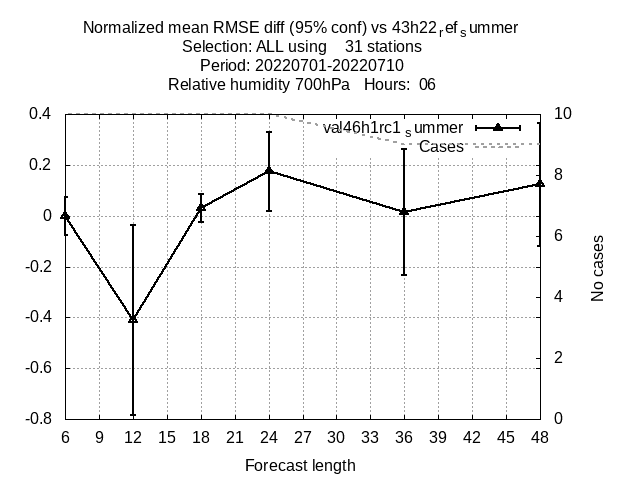 Normalized mean RMSE diff (95% conf) vs 43h22ref_summer
Selection: ALL using 31 stations
Period: 20220701-20220710
Relative humidity 700hPa Hours: 06
0.4 10
val46h1rc1summer
Cases
0.2 8
0
-0.2 6
-0.4 4
-0.6 2
-0.8 0
No cases
6 9 12 15 18 21 24 27 30 33 36 39 42 45 48
Forecast length